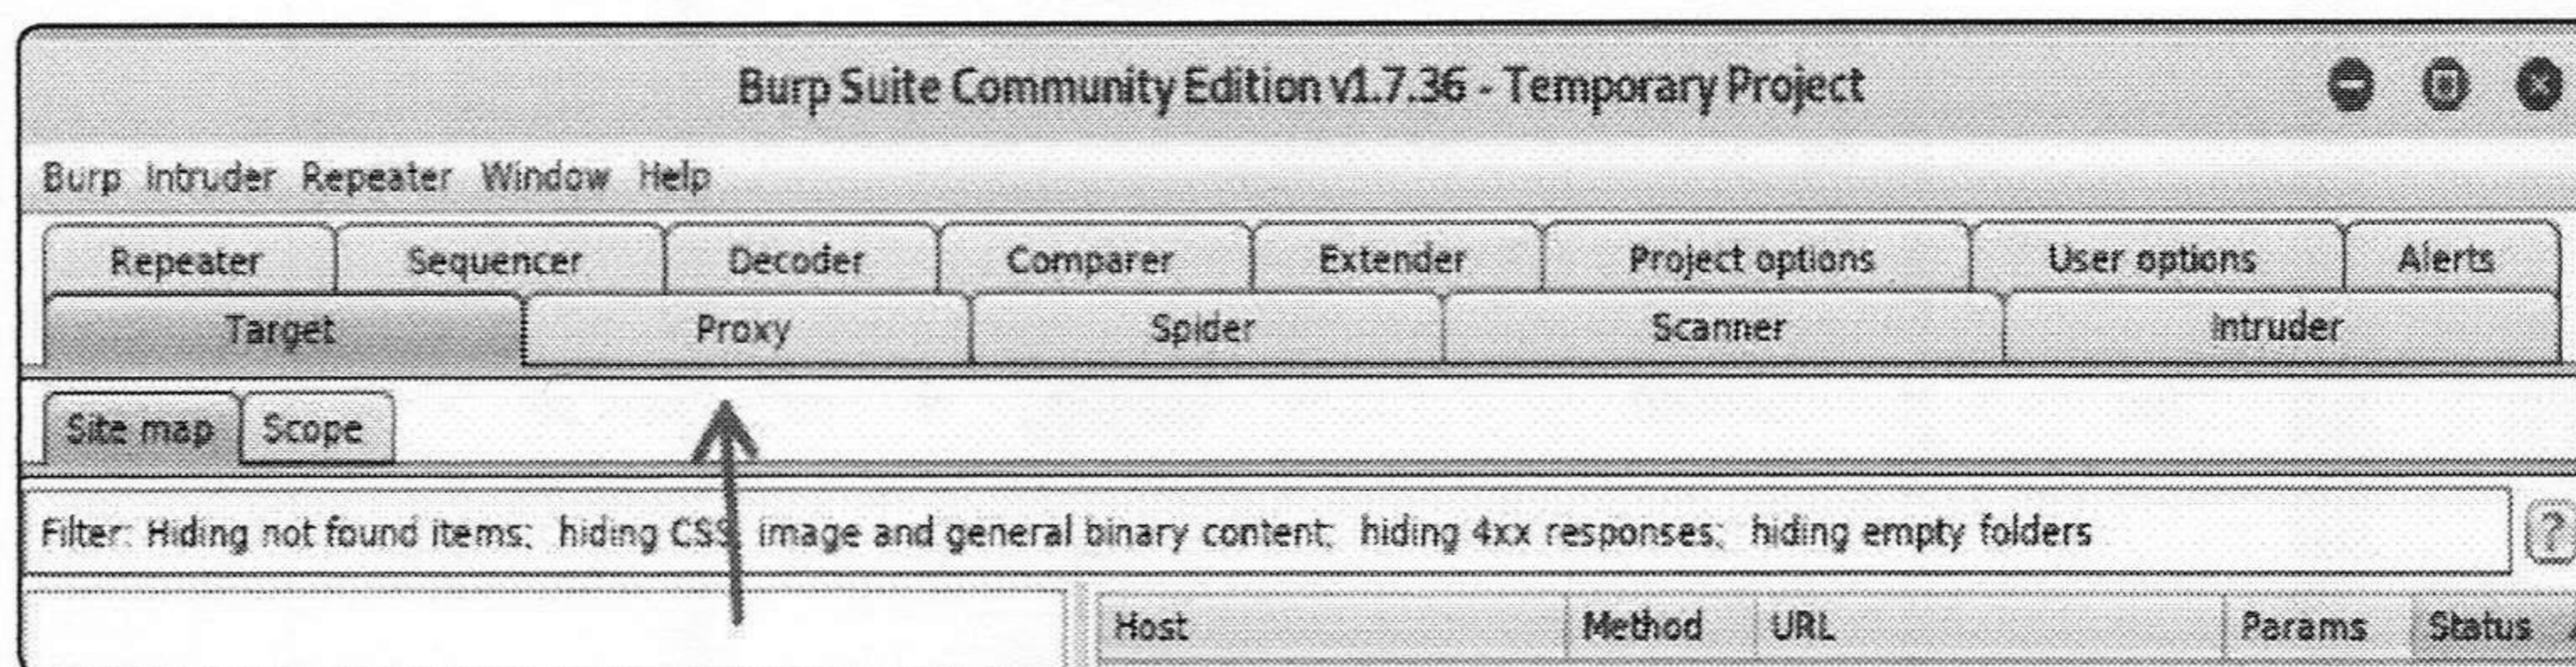 Burp Suite Community Edition v1.7.36 - Temporary Project
Burp Intruder Repeater Window Help
Repeater Sequencer Decoder Comparer Extender Project options User options Alerts
Target Proxy Spider Scanner Intruder
Site map Scope
Filter: Hiding not found items; hiding CSS image and general binary content; hiding 4xx responses; hiding empty folders ?
Host Method URL Params Status